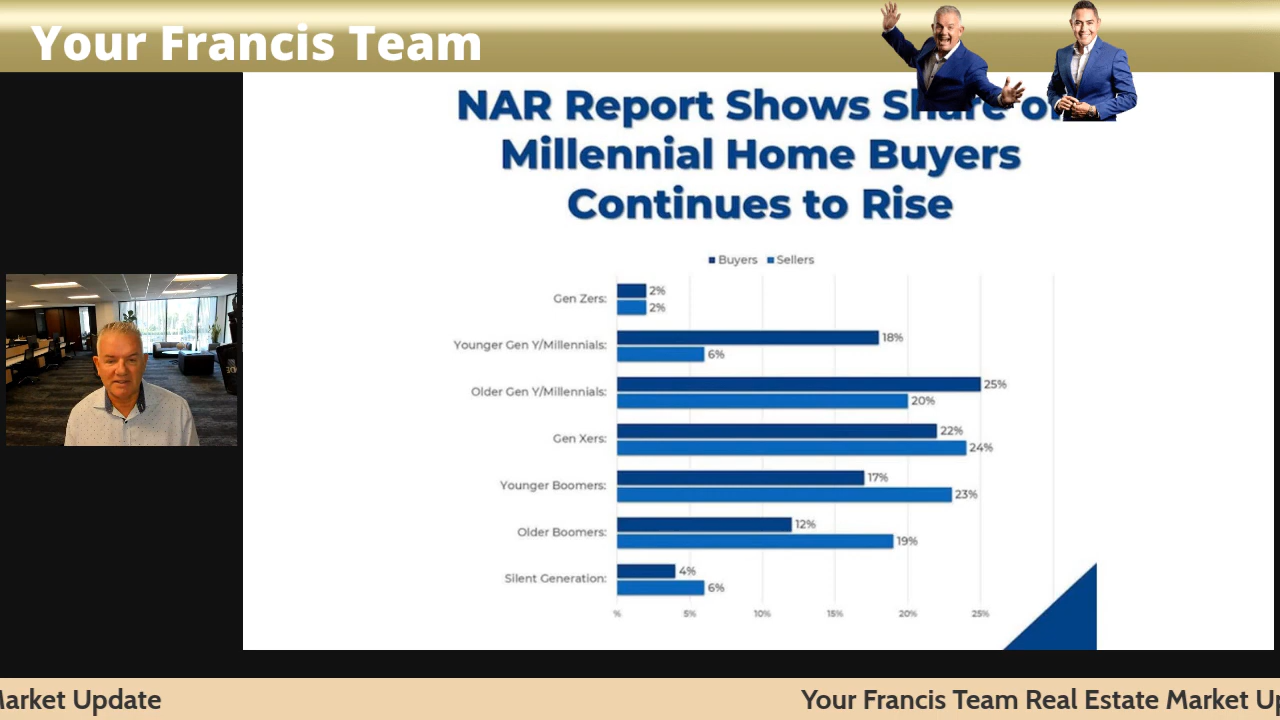 Your Francis Team
NAR Report Shows Share of
Millennial Home Buyers
Continues to Rise
Buyers Sellers
Gen Zers: 2%
2%
Younger Gen Y/Millennials: 18%
6%
Older Gen Y/Millennials: 25%
20%
Gen Xers: 22%
24%
Younger Boomers: 17%
23%
Older Boomers: 12%
19%
Silent Generation: 4%
6%
% 5% 10% 15% 20% 25%
Market Update Your Francis Team Real Estate Market Up